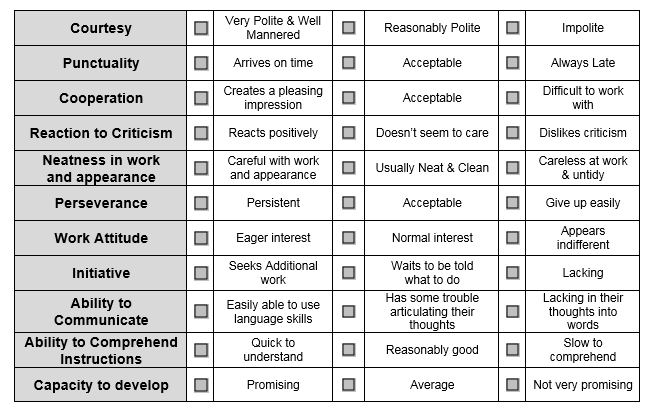 Courtesy
Very Polite & Well
Mannered
Reasonably Polite
Impolite
Punctuality
Arrives on time
Acceptable
Always Late
Cooperation
Creates a pleasing
impression
Acceptable
Difficult to work
with
Reaction to Criticism
Reacts positively
Doesn't seem to care
Dislikes criticism
Neatness in work
and appearance
Careful with work
and appearance
Usually Neat & Clean
Careless at work
& untidy
Perseverance
Persistent
Acceptable
Give up easily
Work Attitude
Eager interest
Normal interest
Appears
indifferent
Initiative
Seeks Additional
work
Waits to be told
what to do
Lacking
Ability to
Communicate
Easily able to use
language skills
Has some trouble
articulating their
thoughts
Lacking in their
thoughts into
words
Ability to Comprehend
Instructions
Quick to
understand
Reasonably good
Slow to
comprehend
Capacity to develop
Promising
Average
Not very promising